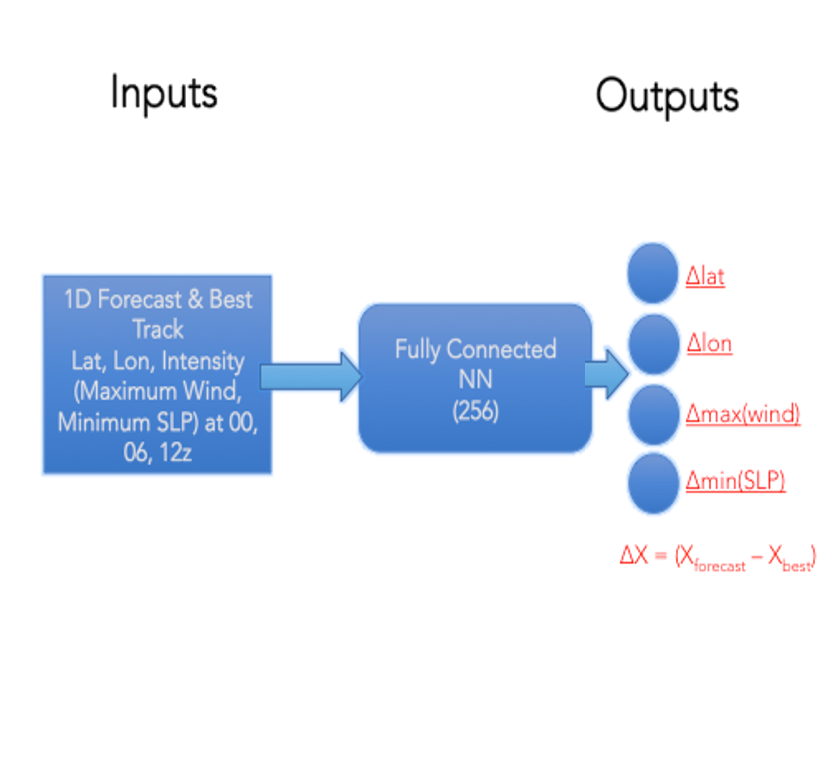 Inputs
Outputs
1D Forecast & Best
Track
Lat, Lon, Intensity
(Maximum Wind,
Minimum SLP) at 00,
06, 12z
Fully Connected
NN
(256)
Δlat
Δlon
Δmax(wind)
Δmin(SLP)
ΔX = (Xforecast – Xbest)